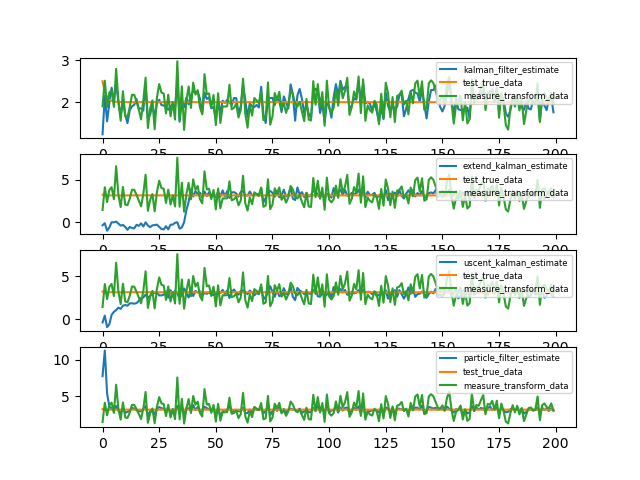 3
2
kalman_filter_estimate
test_true_data
measure_transform_data
0 25 50 75 100 125 150 175 200
5
0
extend_kalman_estimate
test_true_data
measure_transform_data
0 25 50 75 100 125 150 175 200
5
0
uscent_kalman_estimate
test_true_data
measure_transform_data
0 25 50 75 100 125 150 175 200
10
5
particle_filter_estimate
test_true_data
measure_transform_data
0 25 50 75 100 125 150 175 200